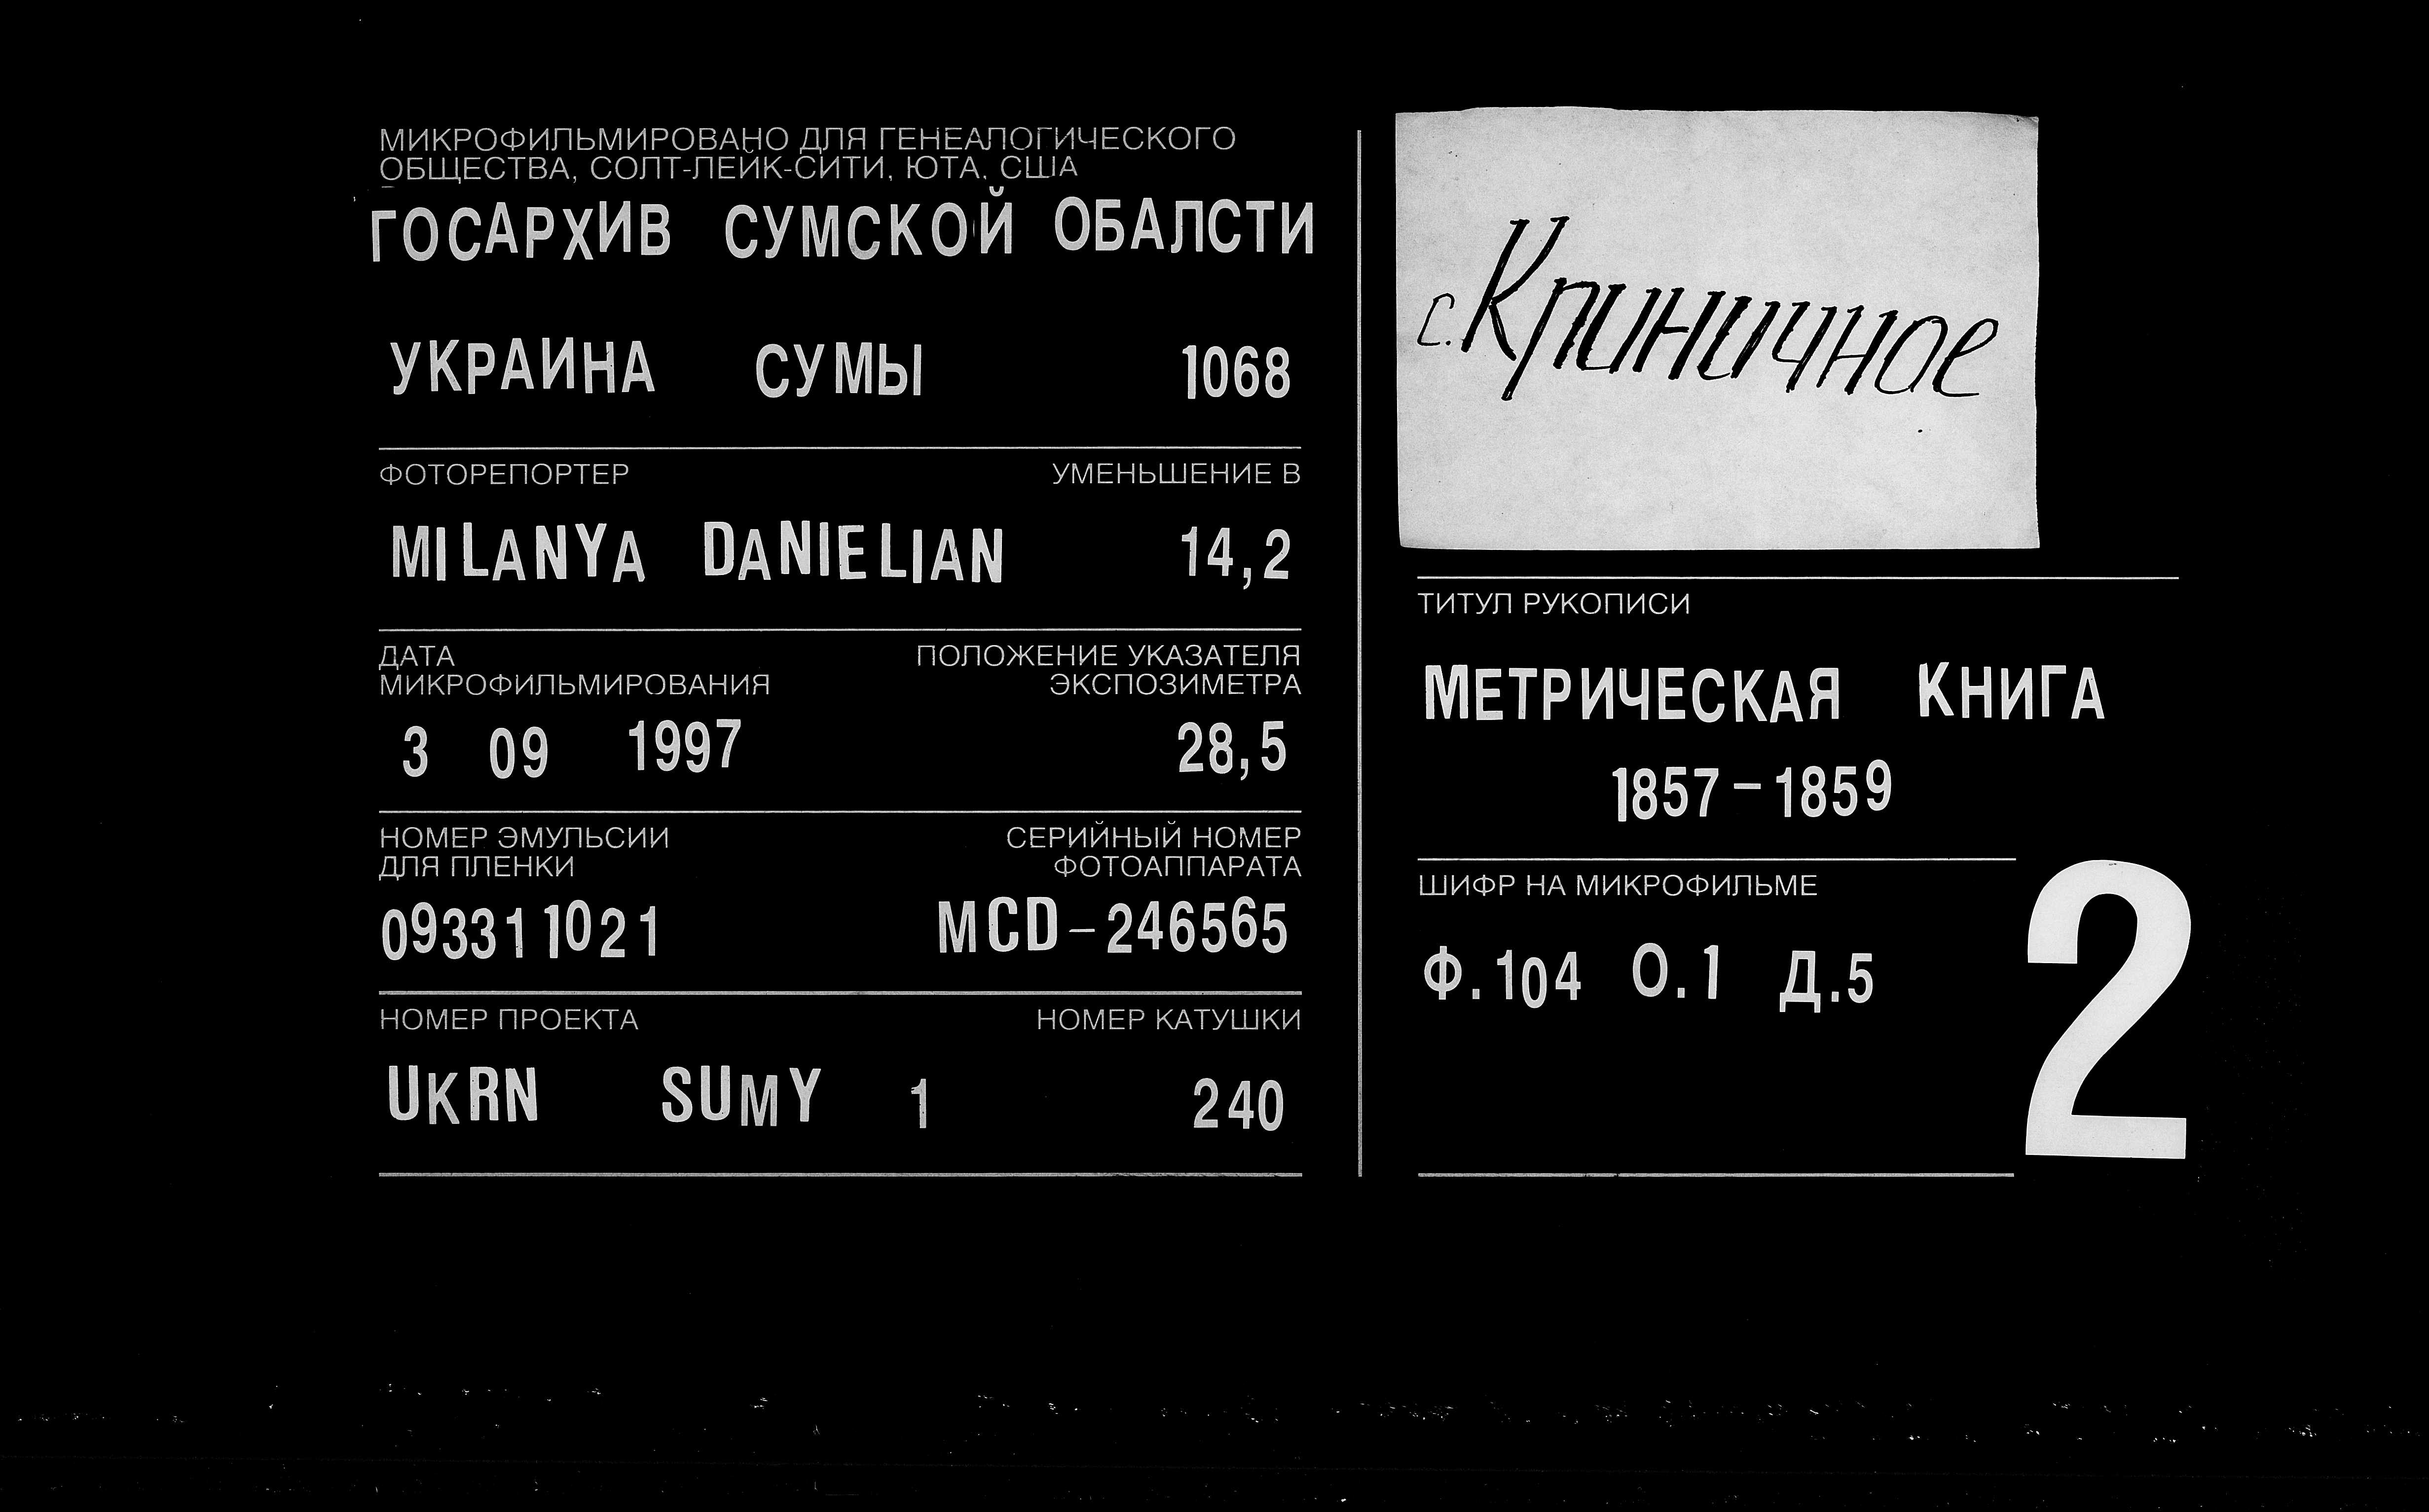 МИКРОФИЛЬМИРОВАНО ДЛЯ ГЕНЕАЛОГИЧЕСКОГО
ОБЩЕСТВА, СОЛТ-ЛЕЙК-СИТИ, ЮТА, США
ГОСАРХИВ СУМСКОЙ ОБАЛСТИ
УКРАИНА СУМЫ 1068
ФОТОРЕПОРТЕР УМЕНЬШЕНИЕ В
MILANYA DANIELIAN 14,2
ДАТА ПОЛОЖЕНИЕ УКАЗАТЕЛЯ
МИКРОФИЛЬМИРОВАНИЯ ЭКСПОЗИМЕТРА
3 09 1997 28,5
НОМЕР ЭМУЛЬСИИ СЕРИЙНЫЙ НОМЕР
ДЛЯ ПЛЕНКИ ФОТОАППАРАТА
093311021 MCD-246565
НОМЕР ПРОЕКТА НОМЕР КАТУШКИ
UKRN SUMY 1 240
с. Криничное
ТИТУЛ РУКОПИСИ
МЕТРИЧЕСКАЯ КНИГА
1857-1859
ШИФР НА МИКРОФИЛЬМЕ
Ф.104 О.1 Д.5
2